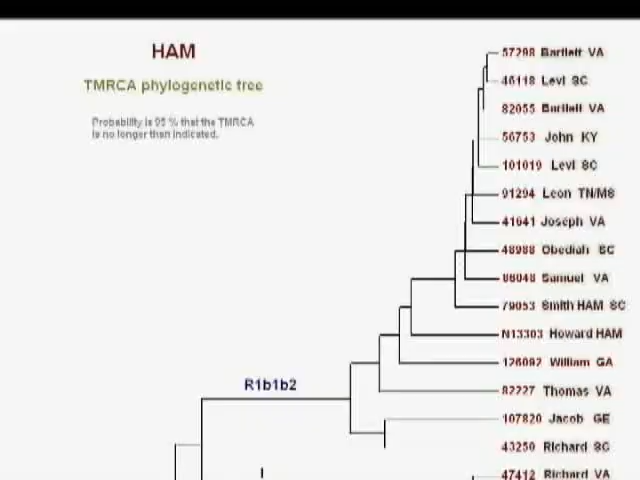 HAM
TMRCA phylogenetic tree
Probability is 95 % that the TMRCA
is no longer than indicated.
57298 Bartlett VA
46118 Levi SC
82055 Bartlett VA
56753 John KY
101019 Levi SC
91294 Leon TN/MS
41641 Joseph VA
48988 Obediah SC
Samuel VA
79053 Smith HAM SC
N13303 Howard HAM
126092 William GA
82227 Thomas VA
R1b1b2
107820 Jacob GE
43250 Richard SC
I
47412 Richard VA